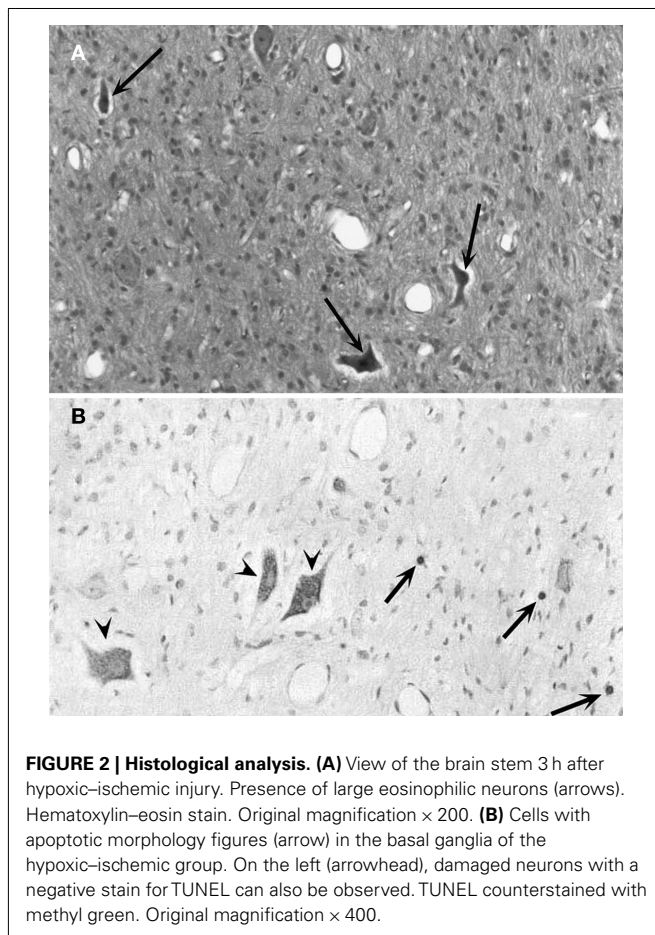 A
B
FIGURE 2 | Histological analysis. (A) View of the brain stem 3 h after
hypoxic–ischemic injury. Presence of large eosinophilic neurons (arrows).
Hematoxylin–eosin stain. Original magnification × 200. (B) Cells with
apoptotic morphology figures (arrow) in the basal ganglia of the
hypoxic–ischemic group. On the left (arrowhead), damaged neurons with a
negative stain for TUNEL can also be observed. TUNEL counterstained with
methyl green. Original magnification × 400.